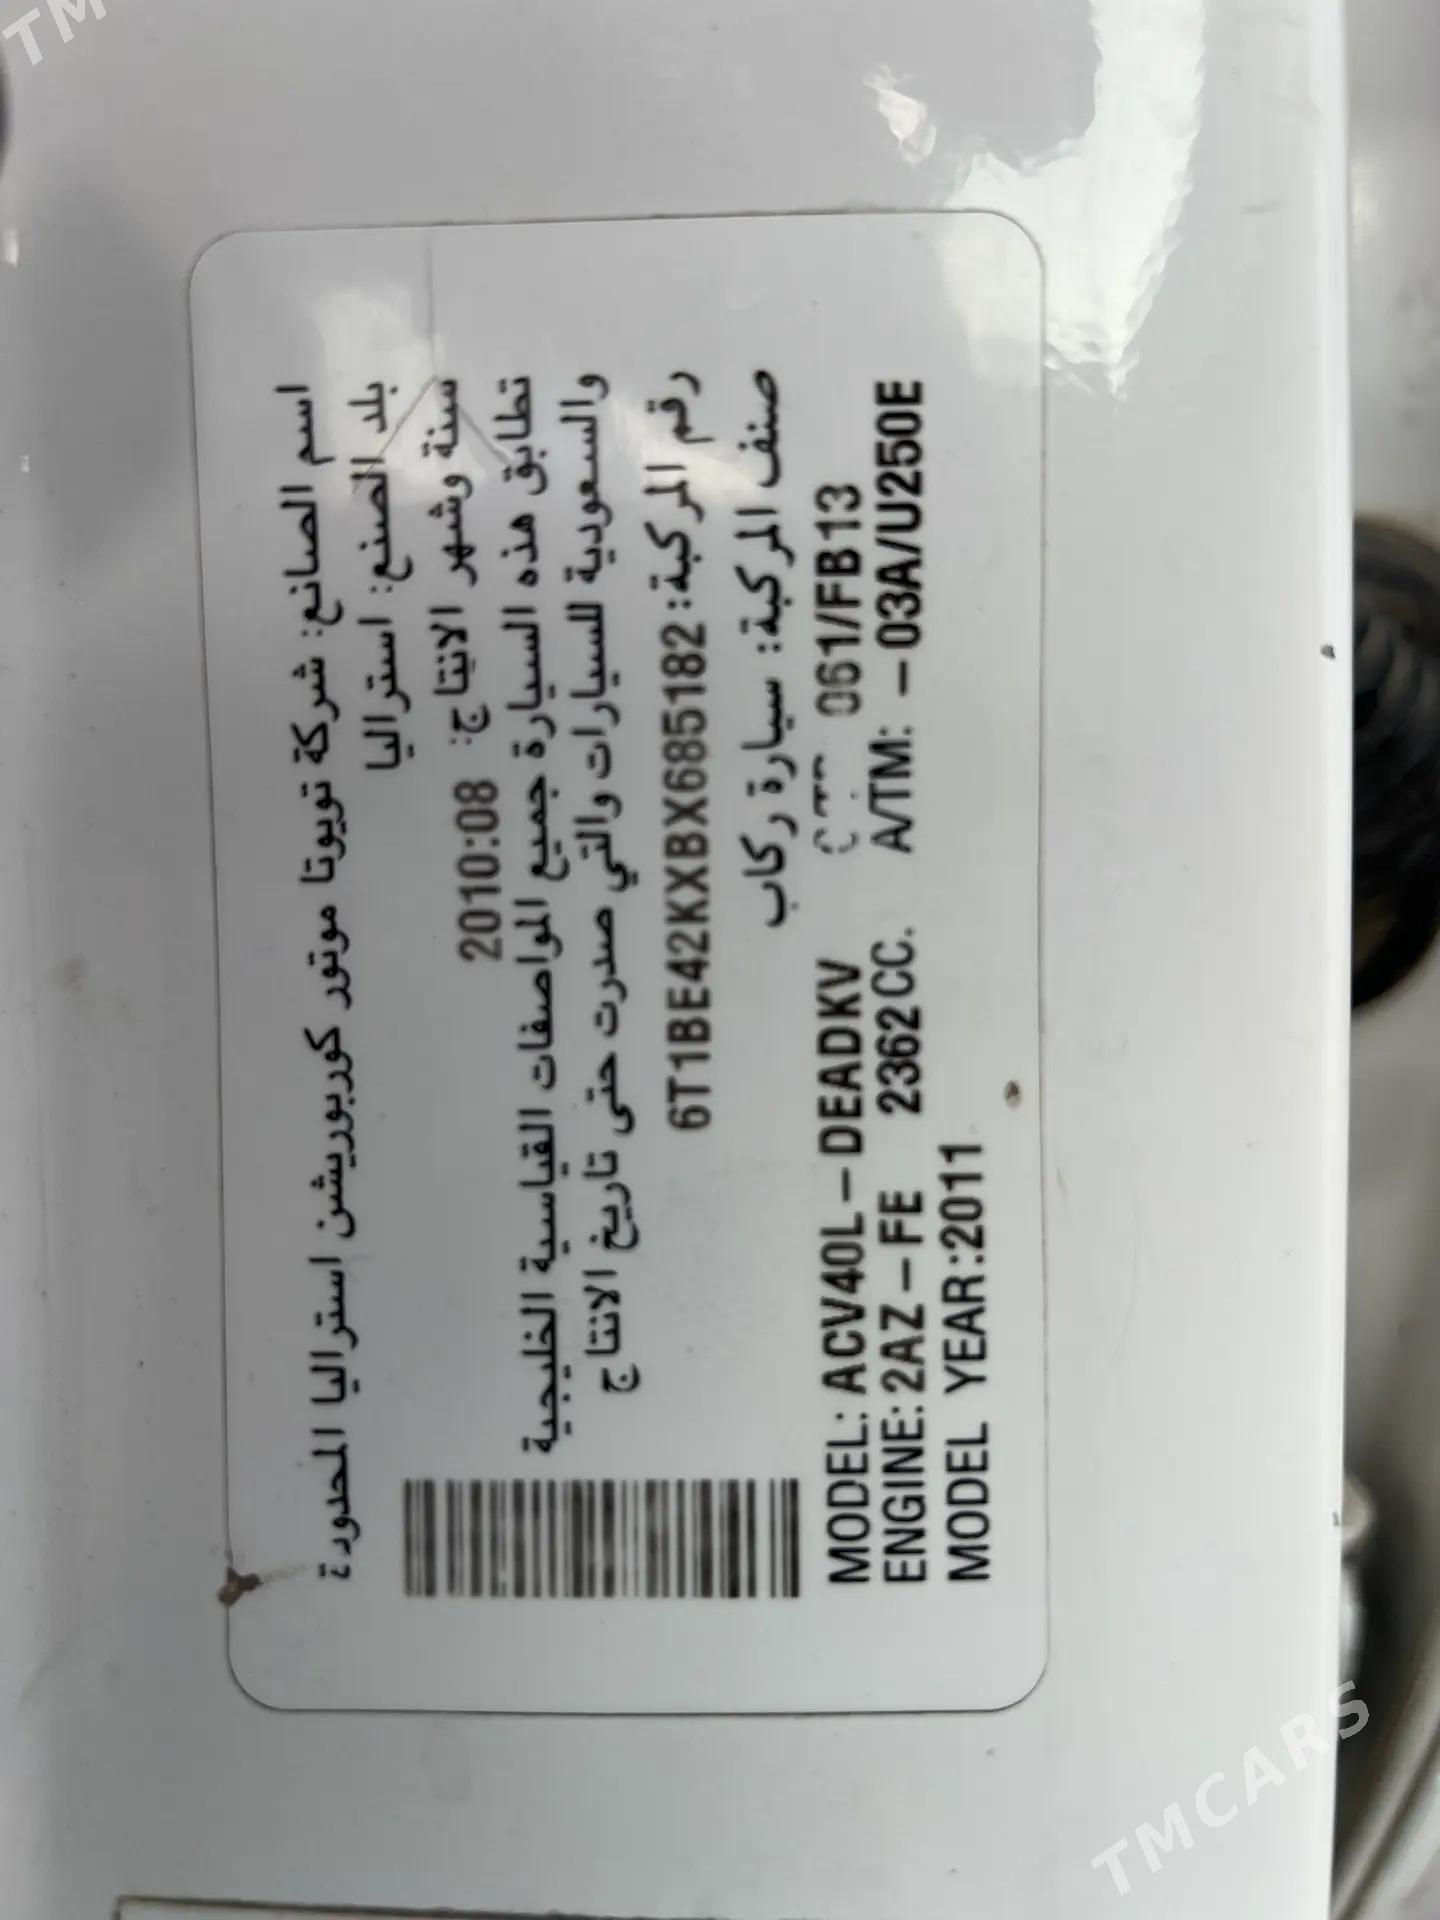 اسم الصانع: شركة تويوتا موتور كوربوريشن استراليا المحدودة
بلد الصنع: استراليا
سنة وشهر الانتاج: 2010:08
تطابق هذه السيارة جميع المواصفات القياسية الخليجية
والسعودية للسيارات والتي صدرت حتى تاريخ الانتاج
رقم المركبة: 6T1BE42KXBX685182
صنف المركبة: سيارة ركاب
MODEL: ACV40L-DEADKV 061/FB13
ENGINE: 2AZ-FE 2362CC. A/TM: -03A/U250E
MODEL YEAR:2011
TMCARS